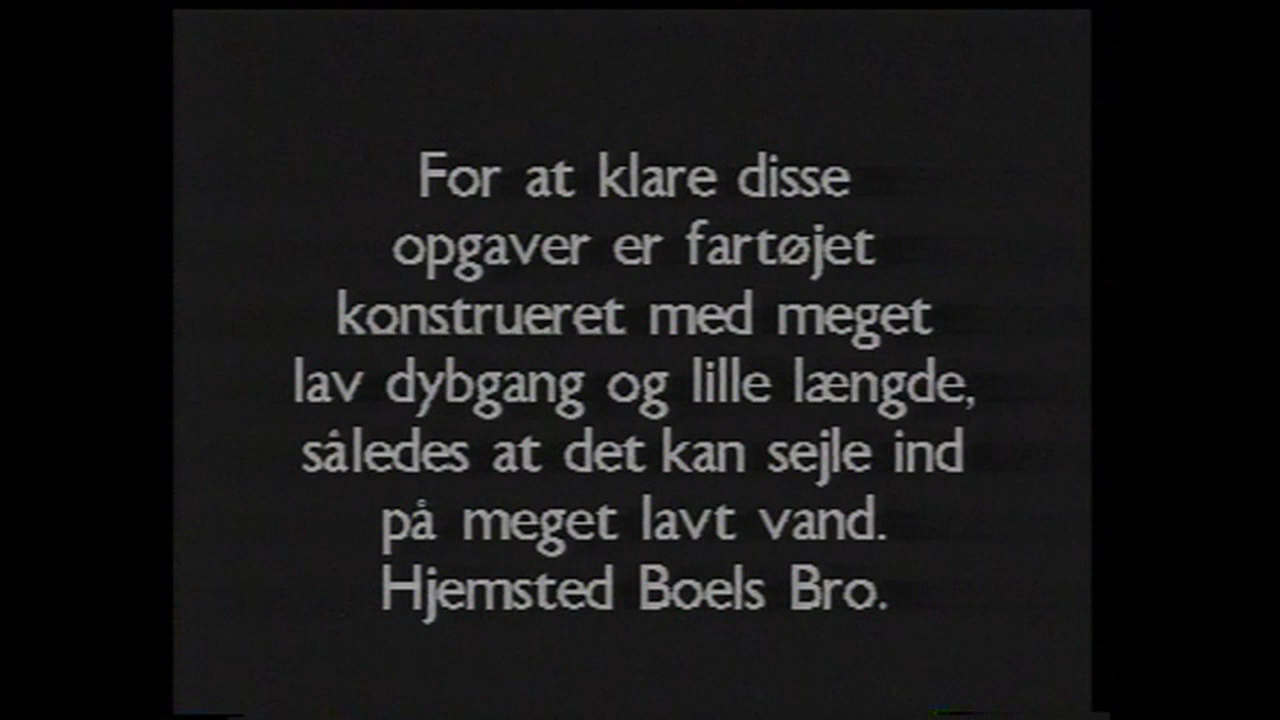 For at klare disse
opgaver er fartøjet
konstrueret med meget
lav dybgang og lille længde,
således at det kan sejle ind
på meget lavt vand.
Hjemsted Boels Bro.